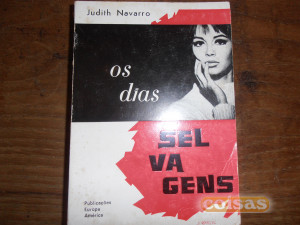 Judith Navarro
os
dias
SEL
VA
GENS
Publicações
Europa
América
coisas